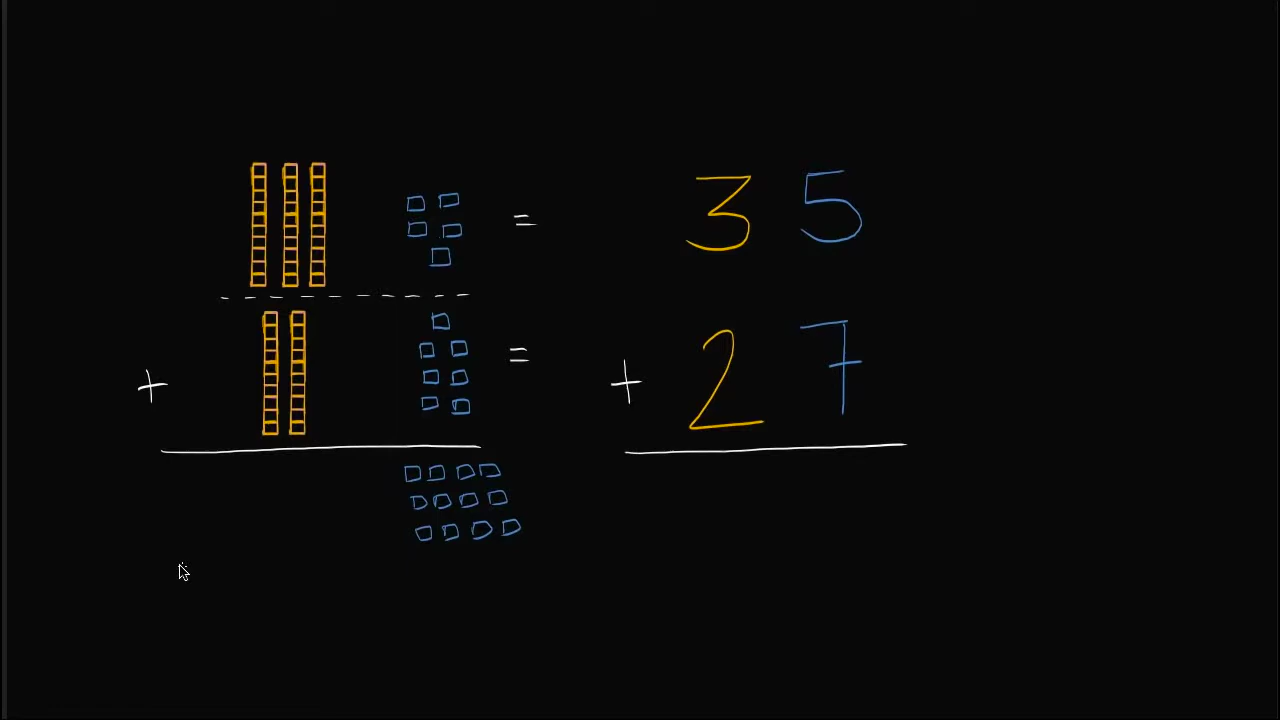 = 35
+ = + 27